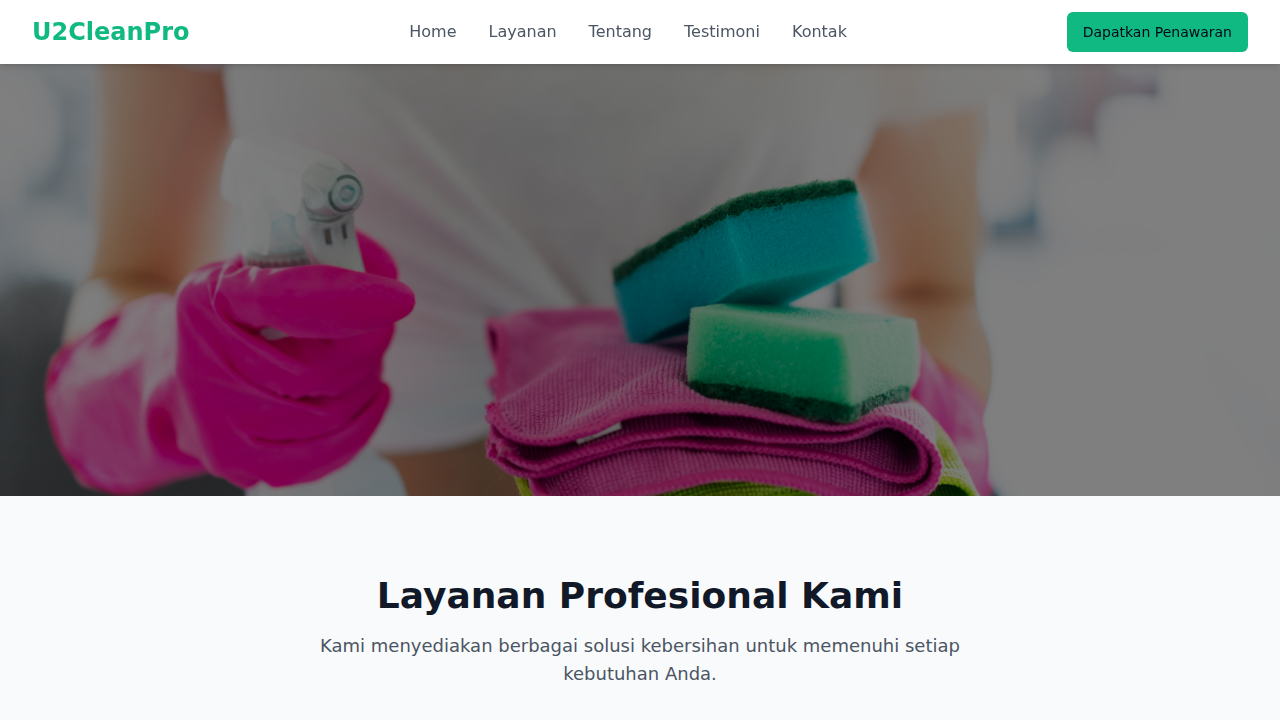 U2CleanPro
Home
Layanan
Tentang
Testimoni
Kontak
Dapatkan Penawaran
Layanan Profesional Kami
Kami menyediakan berbagai solusi kebersihan untuk memenuhi setiap
kebutuhan Anda.